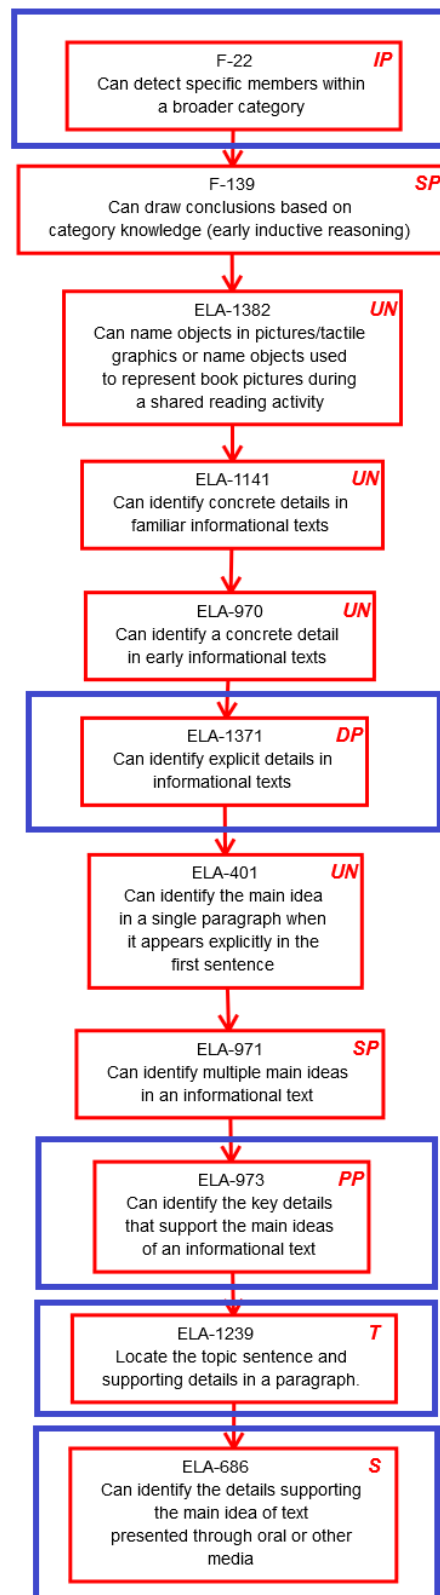 F-22 IP
Can detect specific members within
a broader category
F-139 SP
Can draw conclusions based on
category knowledge (early inductive reasoning)
ELA-1382 UN
Can name objects in pictures/tactile
graphics or name objects used
to represent book pictures during
a shared reading activity
ELA-1141 UN
Can identify concrete details in
familiar informational texts
ELA-970 UN
Can identify a concrete detail
in early informational texts
ELA-1371 DP
Can identify explicit details in
informational texts
ELA-401 UN
Can identify the main idea
in a single paragraph when
it appears explicitly in the
first sentence
ELA-971 SP
Can identify multiple main ideas
in an informational text
ELA-973 PP
Can identify the key details
that support the main ideas
of an informational text
ELA-1239 T
Locate the topic sentence and
supporting details in a paragraph.
ELA-686 S
Can identify the details supporting
the main idea of text
presented through oral or other
media